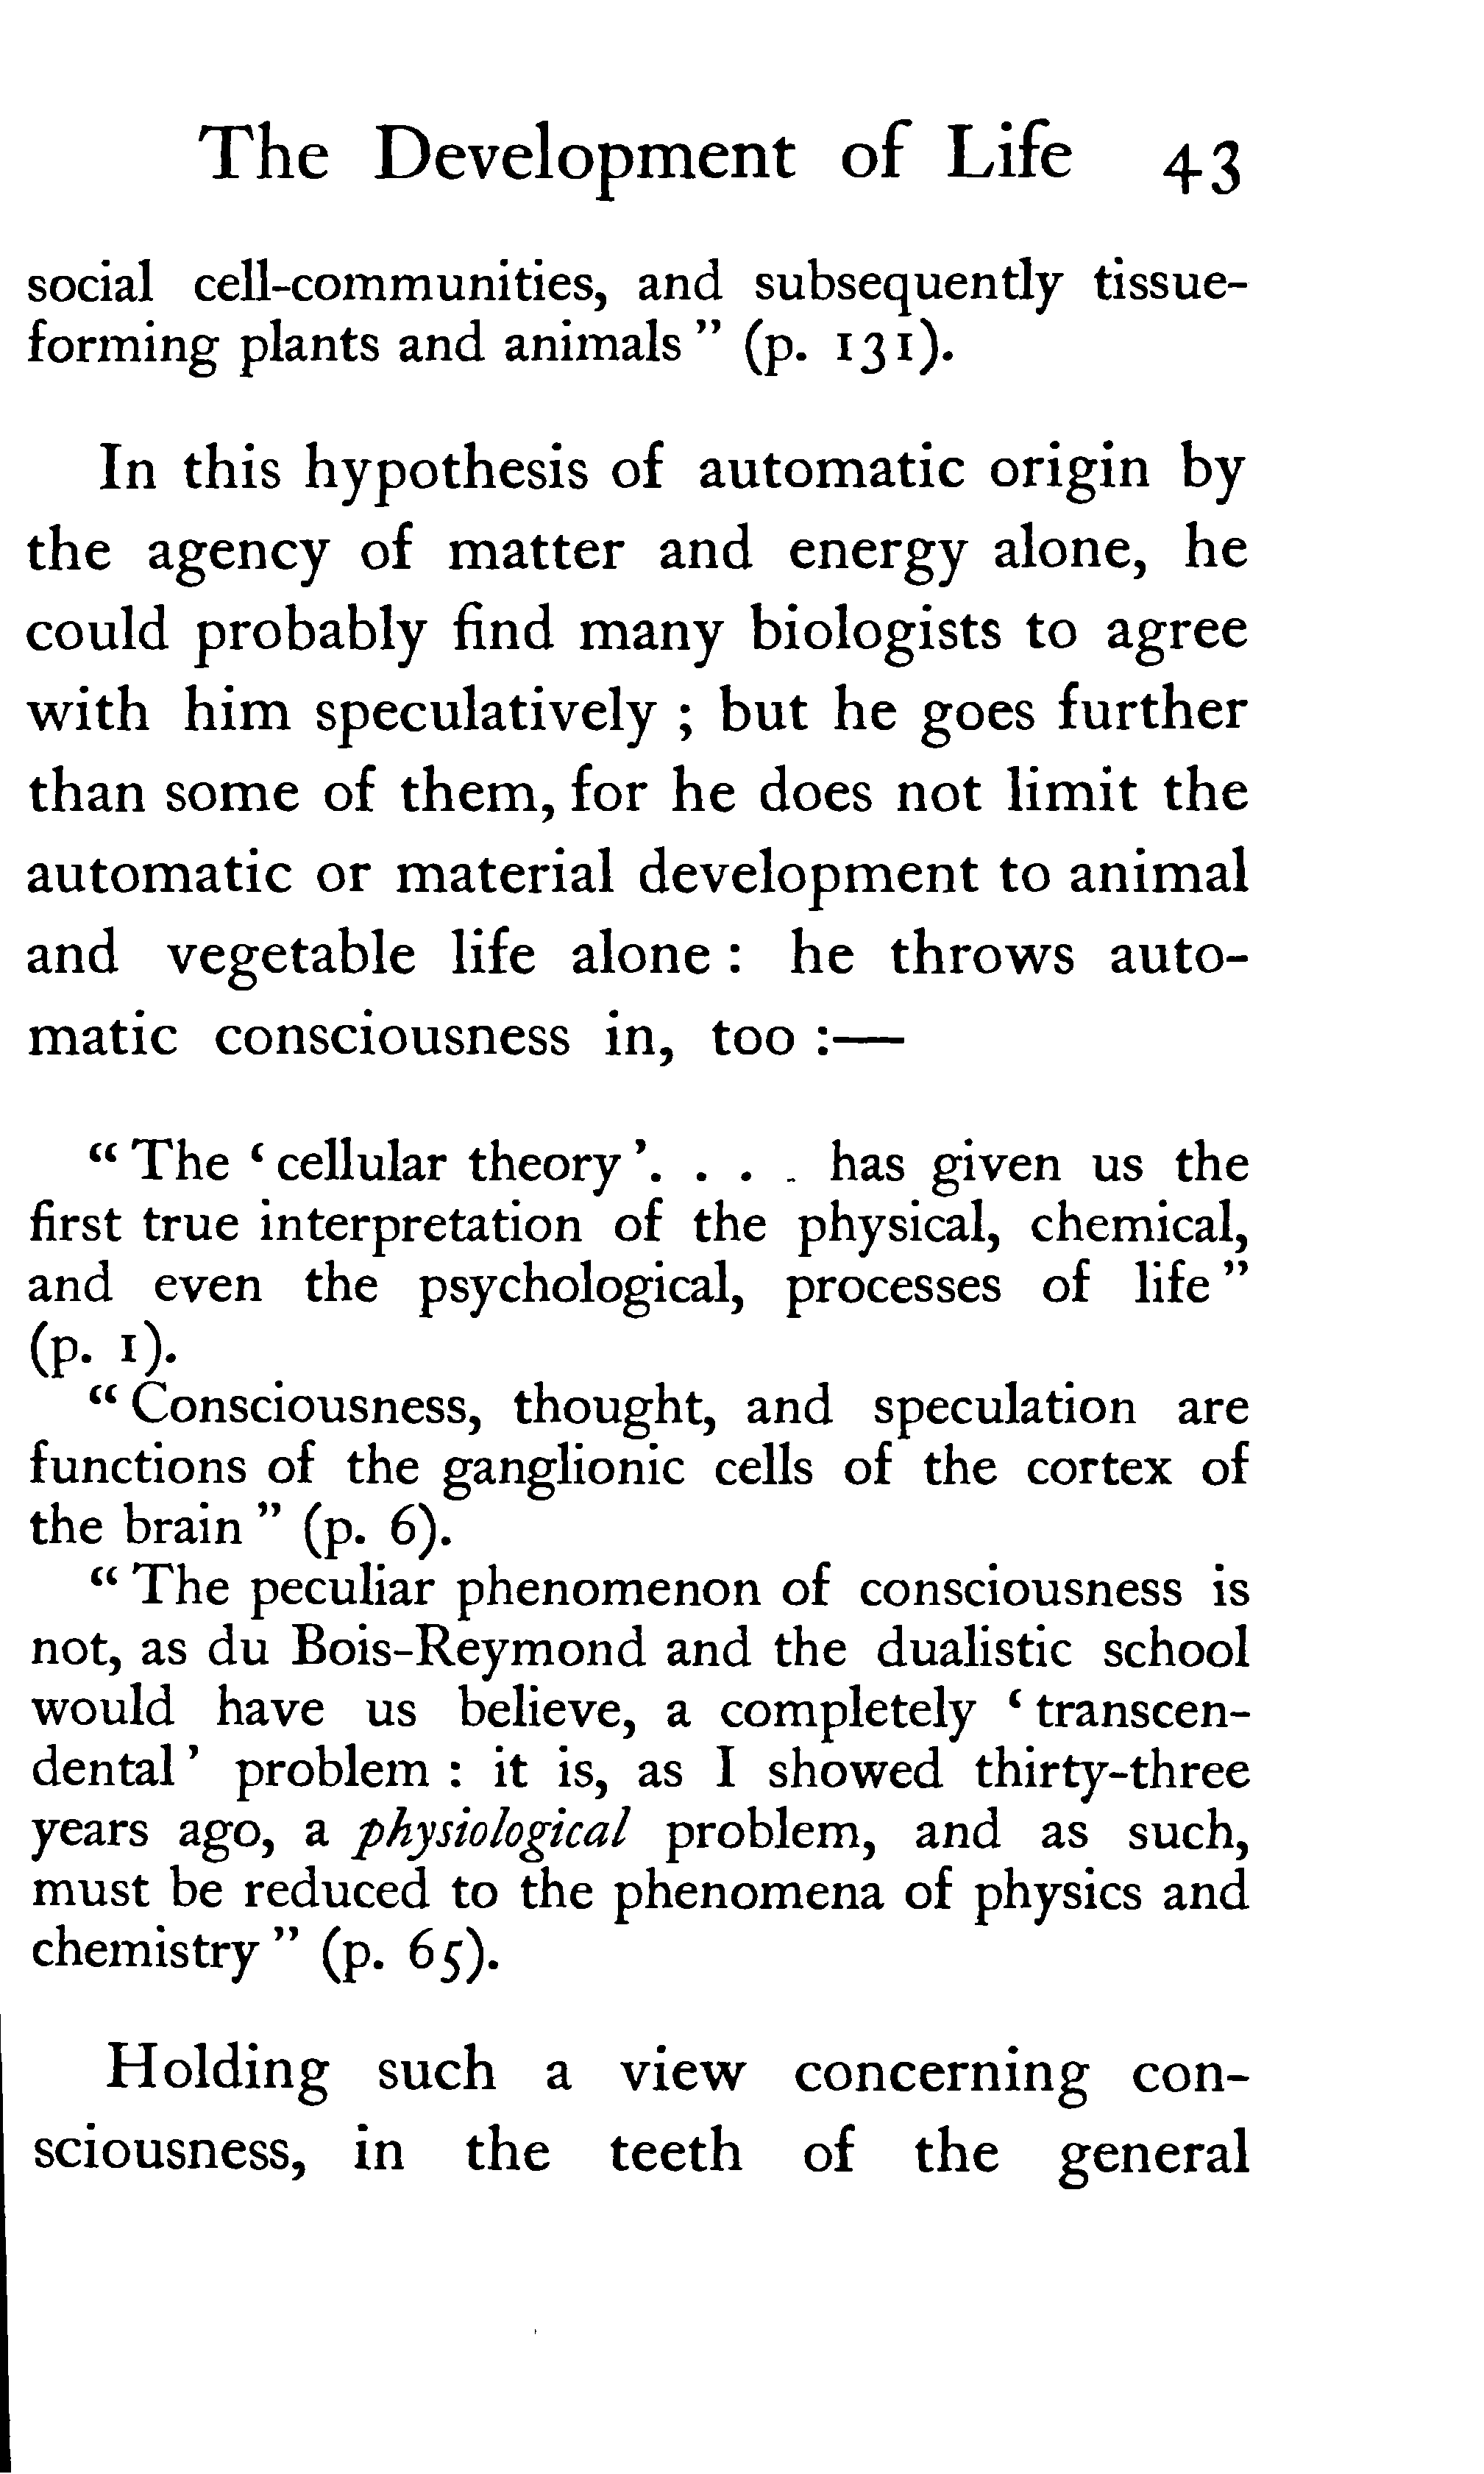 The Development of Life 43
social cell-communities, and subsequently tissue-
forming plants and animals" (p. 131).
In this hypothesis of automatic origin by
the agency of matter and energy alone, he
could probably find many biologists to agree
with him speculatively ; but he goes further
than some of them, for he does not limit the
automatic or material development to animal
and vegetable life alone : he throws auto-
matic consciousness in, too :—
"The 'cellular theory'. . . . has given us the
first true interpretation of the physical, chemical,
and even the psychological, processes of life"
(p. 1).
"Consciousness, thought, and speculation are
functions of the ganglionic cells of the cortex of
the brain" (p. 6).
"The peculiar phenomenon of consciousness is
not, as du Bois-Reymond and the dualistic school
would have us believe, a completely 'transcen-
dental' problem : it is, as I showed thirty-three
years ago, a physiological problem, and as such,
must be reduced to the phenomena of physics and
chemistry" (p. 65).
Holding such a view concerning con-
sciousness, in the teeth of the general